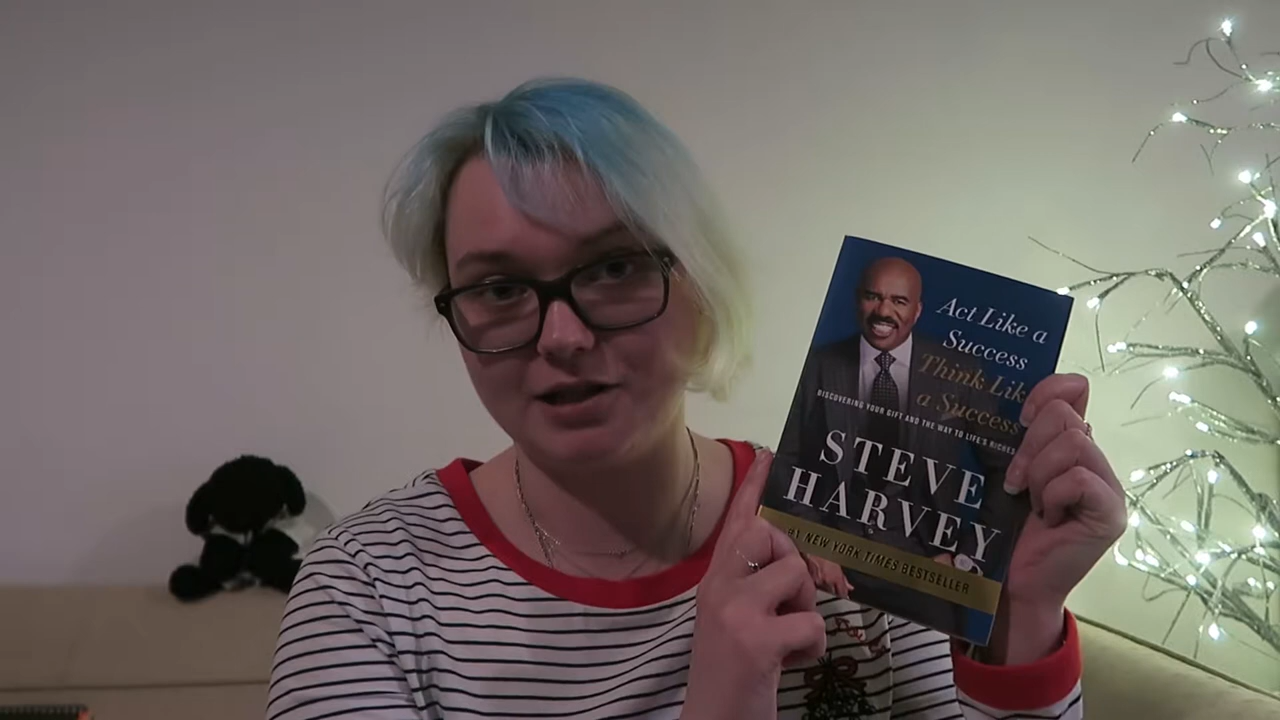 Act Like a
Success
Think Lik
a Success
DISCOVERING YOUR GIFT AND THE WAY TO LIFE'S RICHES
STEVE
HARVEY
#1 NEW YORK TIMES BESTSELLER